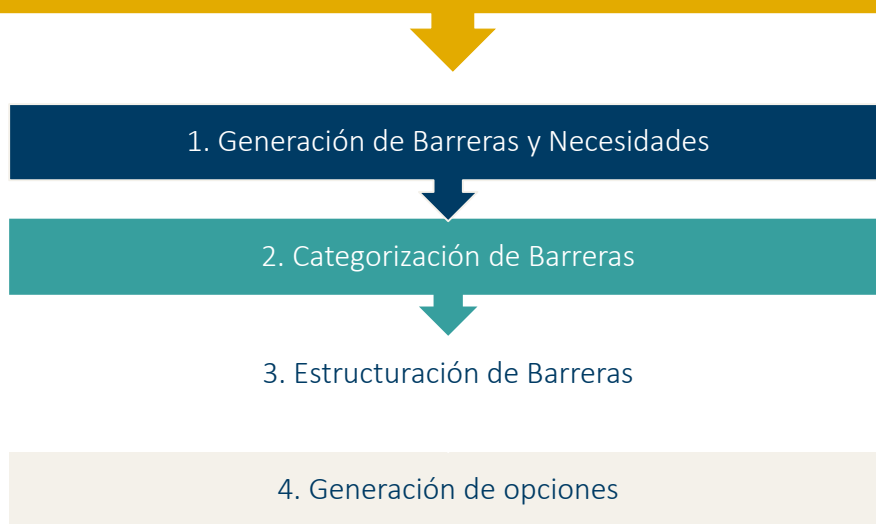 1. Generación de Barreras y Necesidades
2. Categorización de Barreras
3. Estructuración de Barreras
4. Generación de opciones